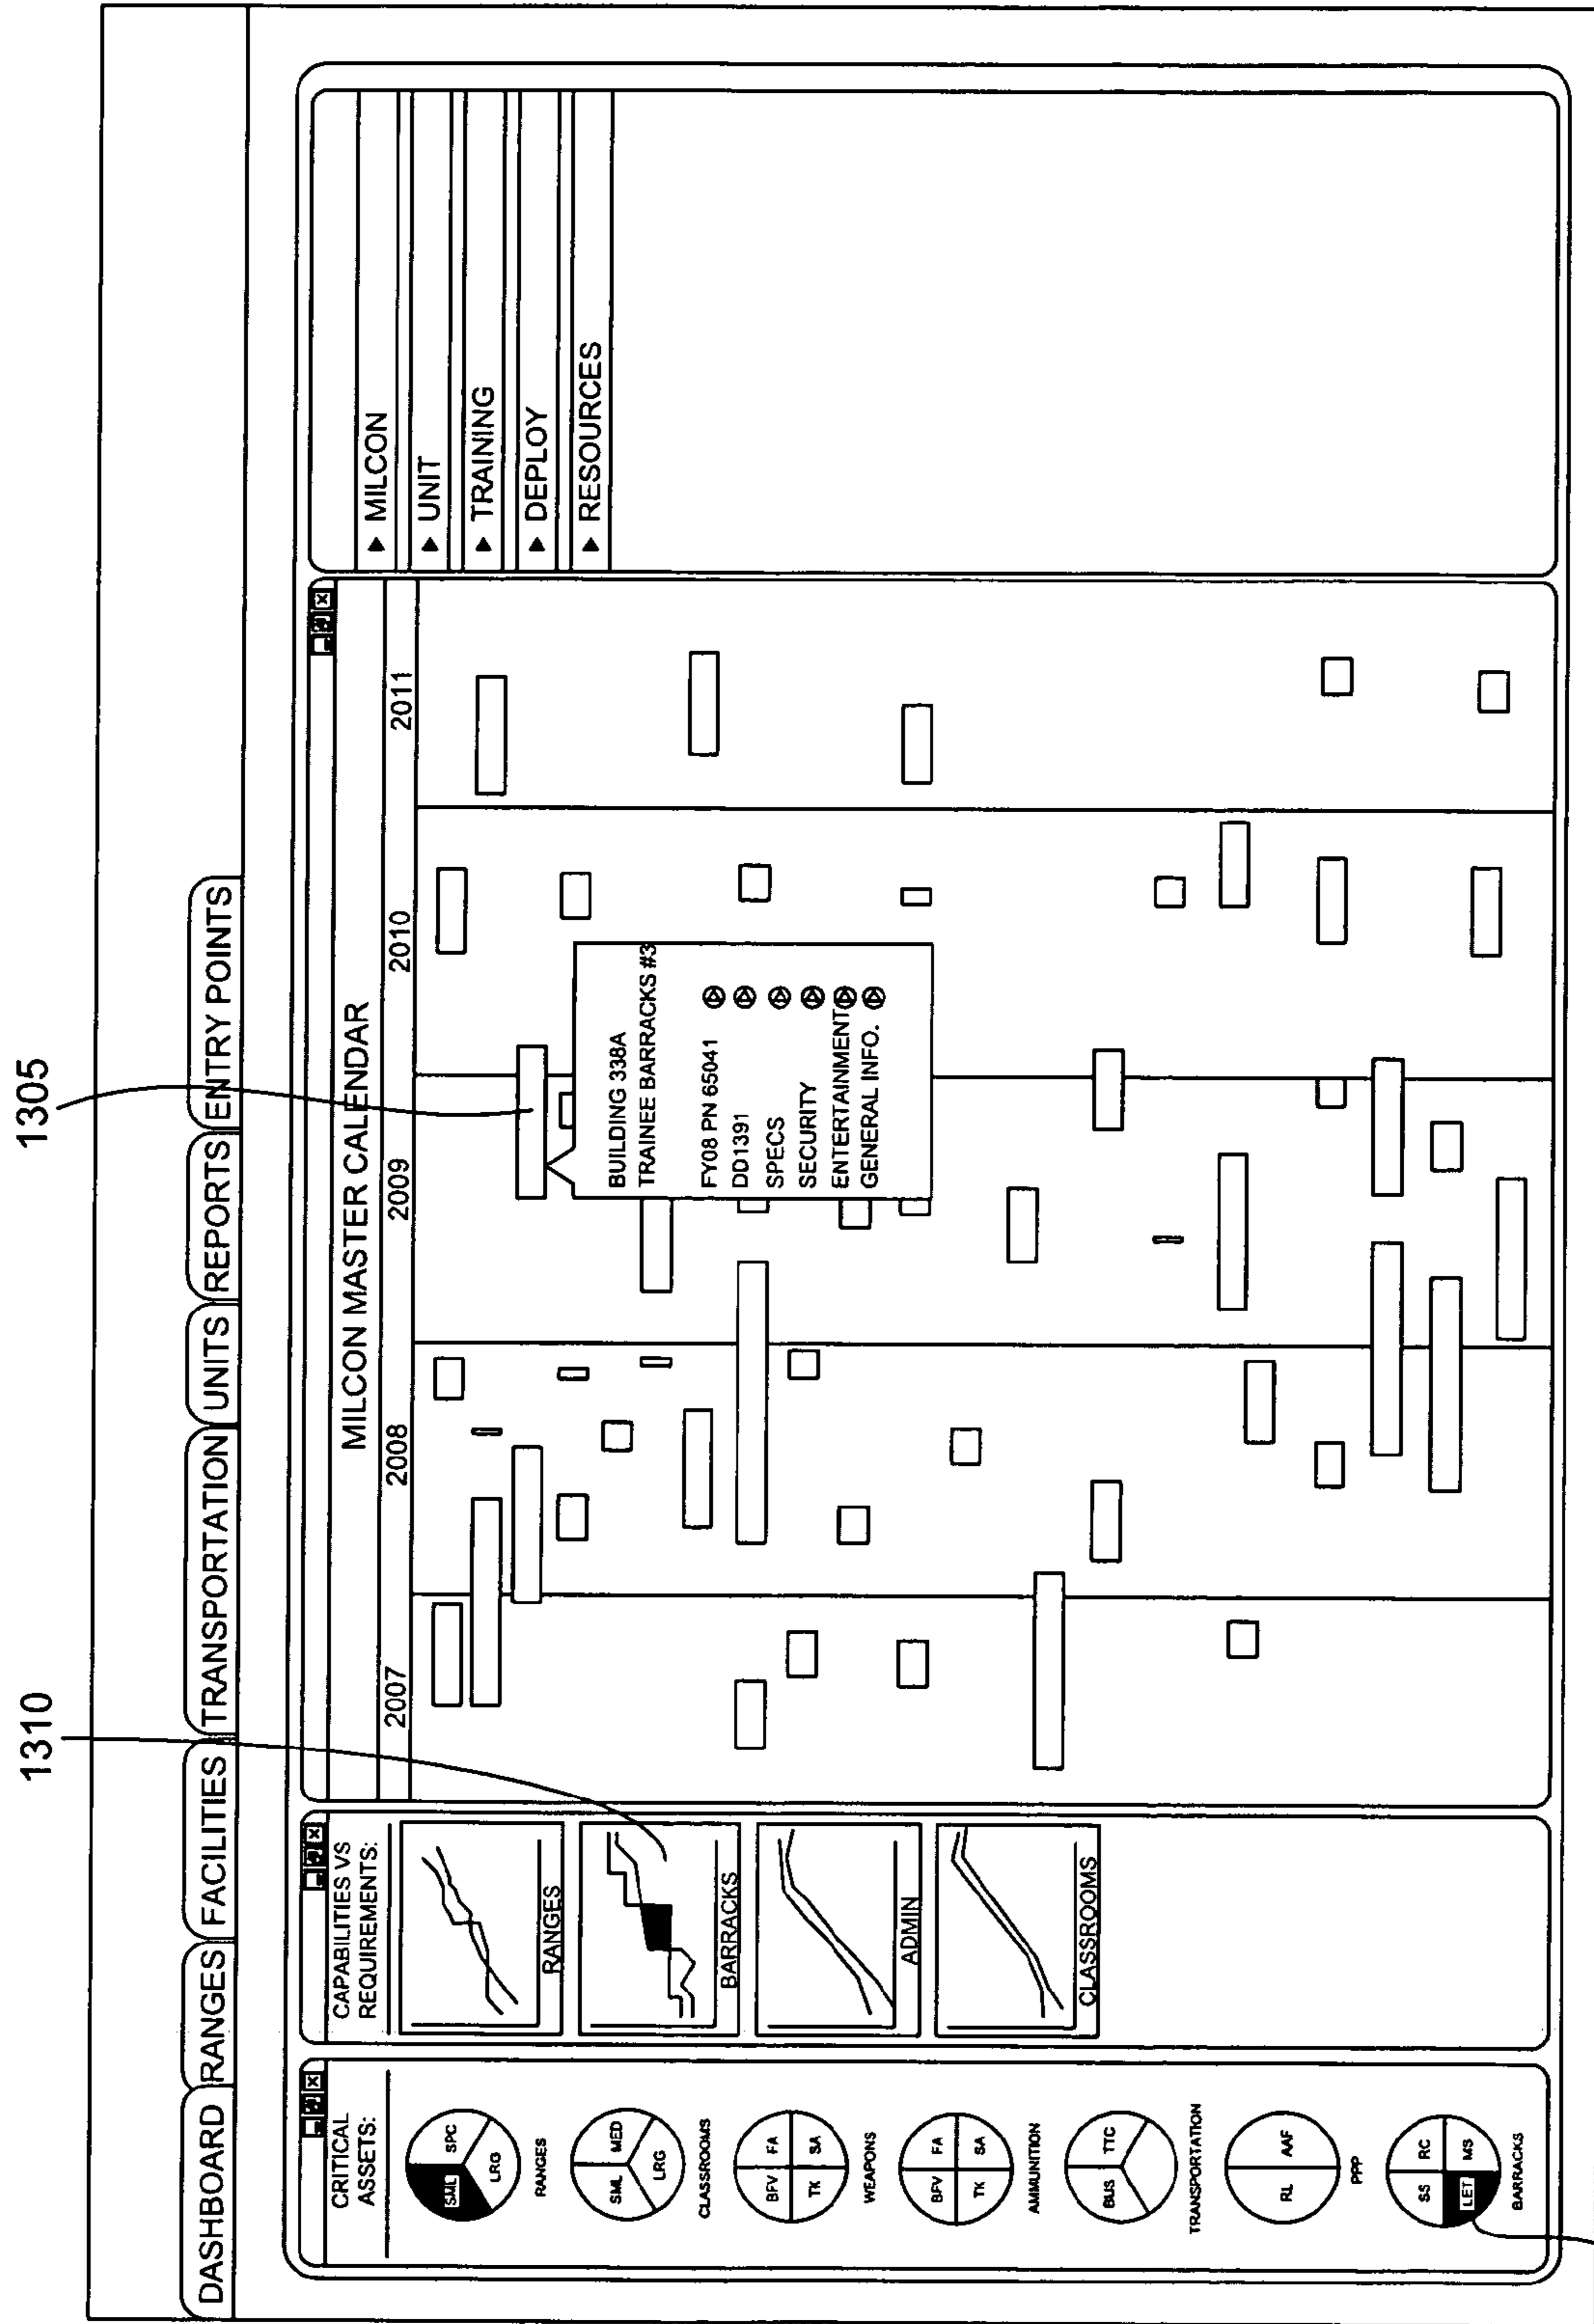 1310
1305
DASHBOARD
RANGES
FACILITIES
TRANSPORTATION
UNITS
REPORTS
ENTRY POINTS
CRITICAL
ASSETS:
SML
SPC
LRG
RANGES
SML
MED
LRG
CLASSROOMS
BFV
FA
TK
SA
WEAPONS
BFV
FA
TK
SA
AMMUNITION
BUS
TTC
TRANSPORTATION
RL
AAF
PPP
SS
RC
LET
MS
BARRACKS
CAPABILITIES VS
REQUIREMENTS:
RANGES
BARRACKS
ADMIN
CLASSROOMS
MILCON MASTER CALENDAR
2007
2008
2009
2010
2011
BUILDING 338A
TRAINEE BARRACKS #3
FY08 PN 65041
DD1391
SPECS
SECURITY
ENTERTAINMENT
GENERAL INFO.
MILCON
UNIT
TRAINING
DEPLOY
RESOURCES